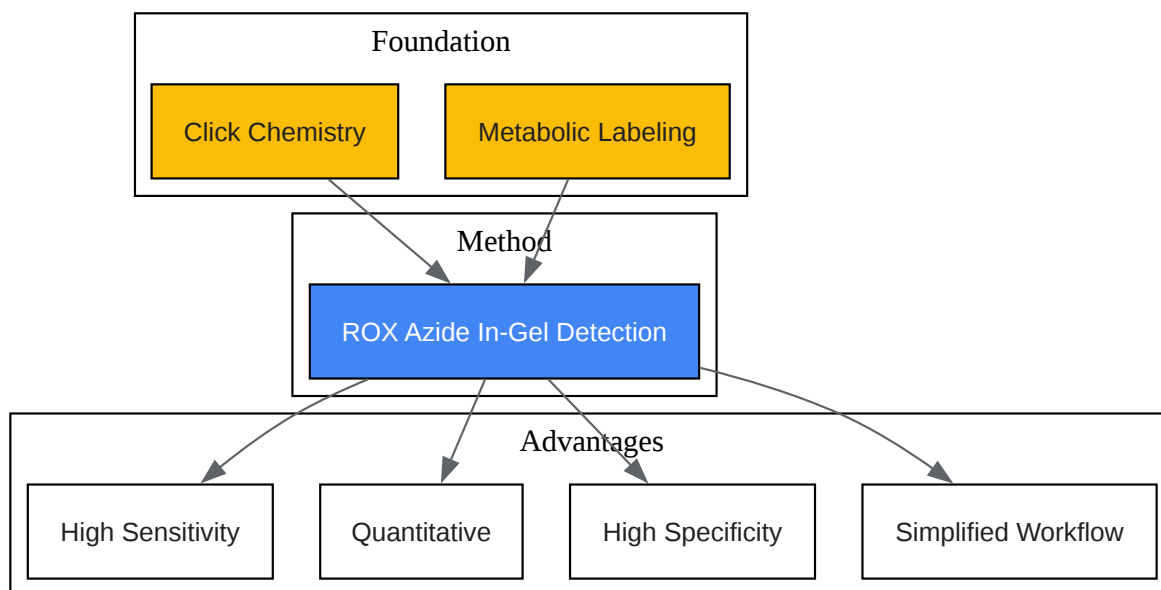 Foundation
Click Chemistry
Metabolic Labeling
Method
ROX Azide In-Gel Detection
Advantages
High Sensitivity
Quantitative
High Specificity
Simplified Workflow